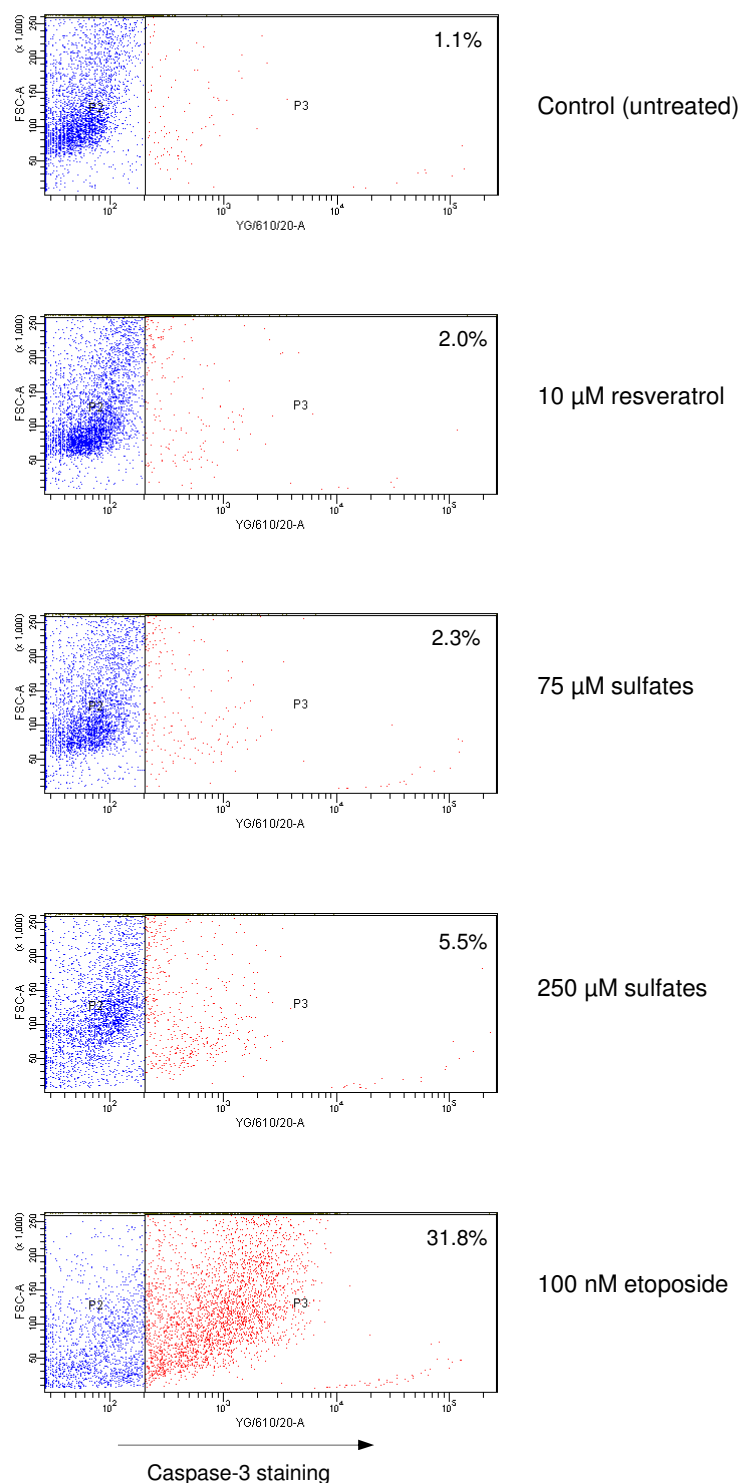 1.1%
(x 1,000)
FSC-A
250
200
150
100
50
P2
P3
10² 10³ 10⁴ 10⁵
YG/610/20-A
Control (untreated)
2.0%
(x 1,000)
FSC-A
250
200
150
100
50
P2
P3
10² 10³ 10⁴ 10⁵
YG/610/20-A
10 µM resveratrol
2.3%
(x 1,000)
FSC-A
250
200
150
100
50
P2
P3
10² 10³ 10⁴ 10⁵
YG/610/20-A
75 µM sulfates
5.5%
(x 1,000)
FSC-A
250
200
150
100
50
P2
P3
10² 10³ 10⁴ 10⁵
YG/610/20-A
250 µM sulfates
31.8%
(x 1,000)
FSC-A
250
200
150
100
50
P2
P3
10² 10³ 10⁴ 10⁵
YG/610/20-A
100 nM etoposide
Caspase-3 staining